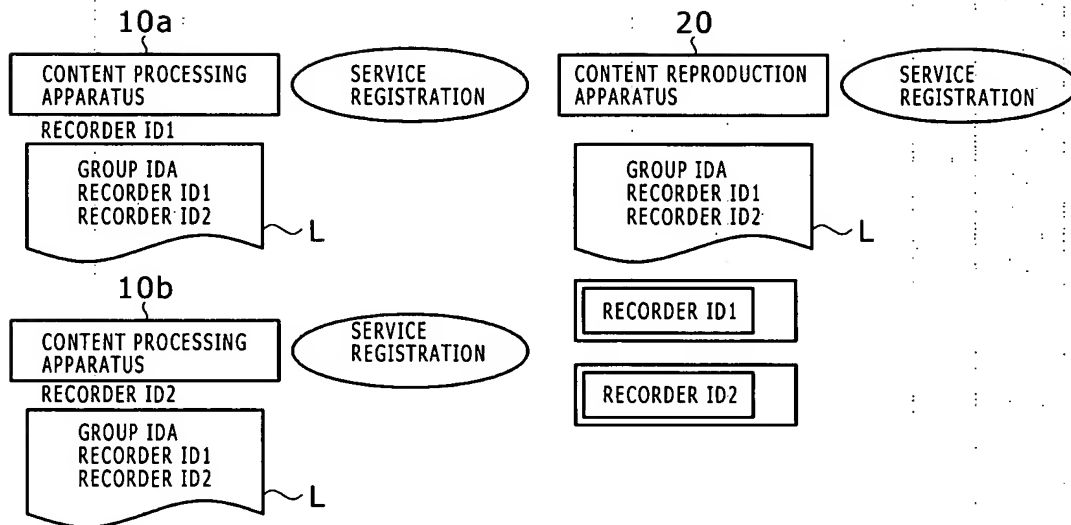 10a
CONTENT PROCESSING
APPARATUS
SERVICE
REGISTRATION
RECORDER ID1
GROUP IDA
RECORDER ID1
RECORDER ID2
L
10b
CONTENT PROCESSING
APPARATUS
SERVICE
REGISTRATION
RECORDER ID2
GROUP IDA
RECORDER ID1
RECORDER ID2
L
20
CONTENT REPRODUCTION
APPARATUS
SERVICE
REGISTRATION
GROUP IDA
RECORDER ID1
RECORDER ID2
L
RECORDER ID1
RECORDER ID2